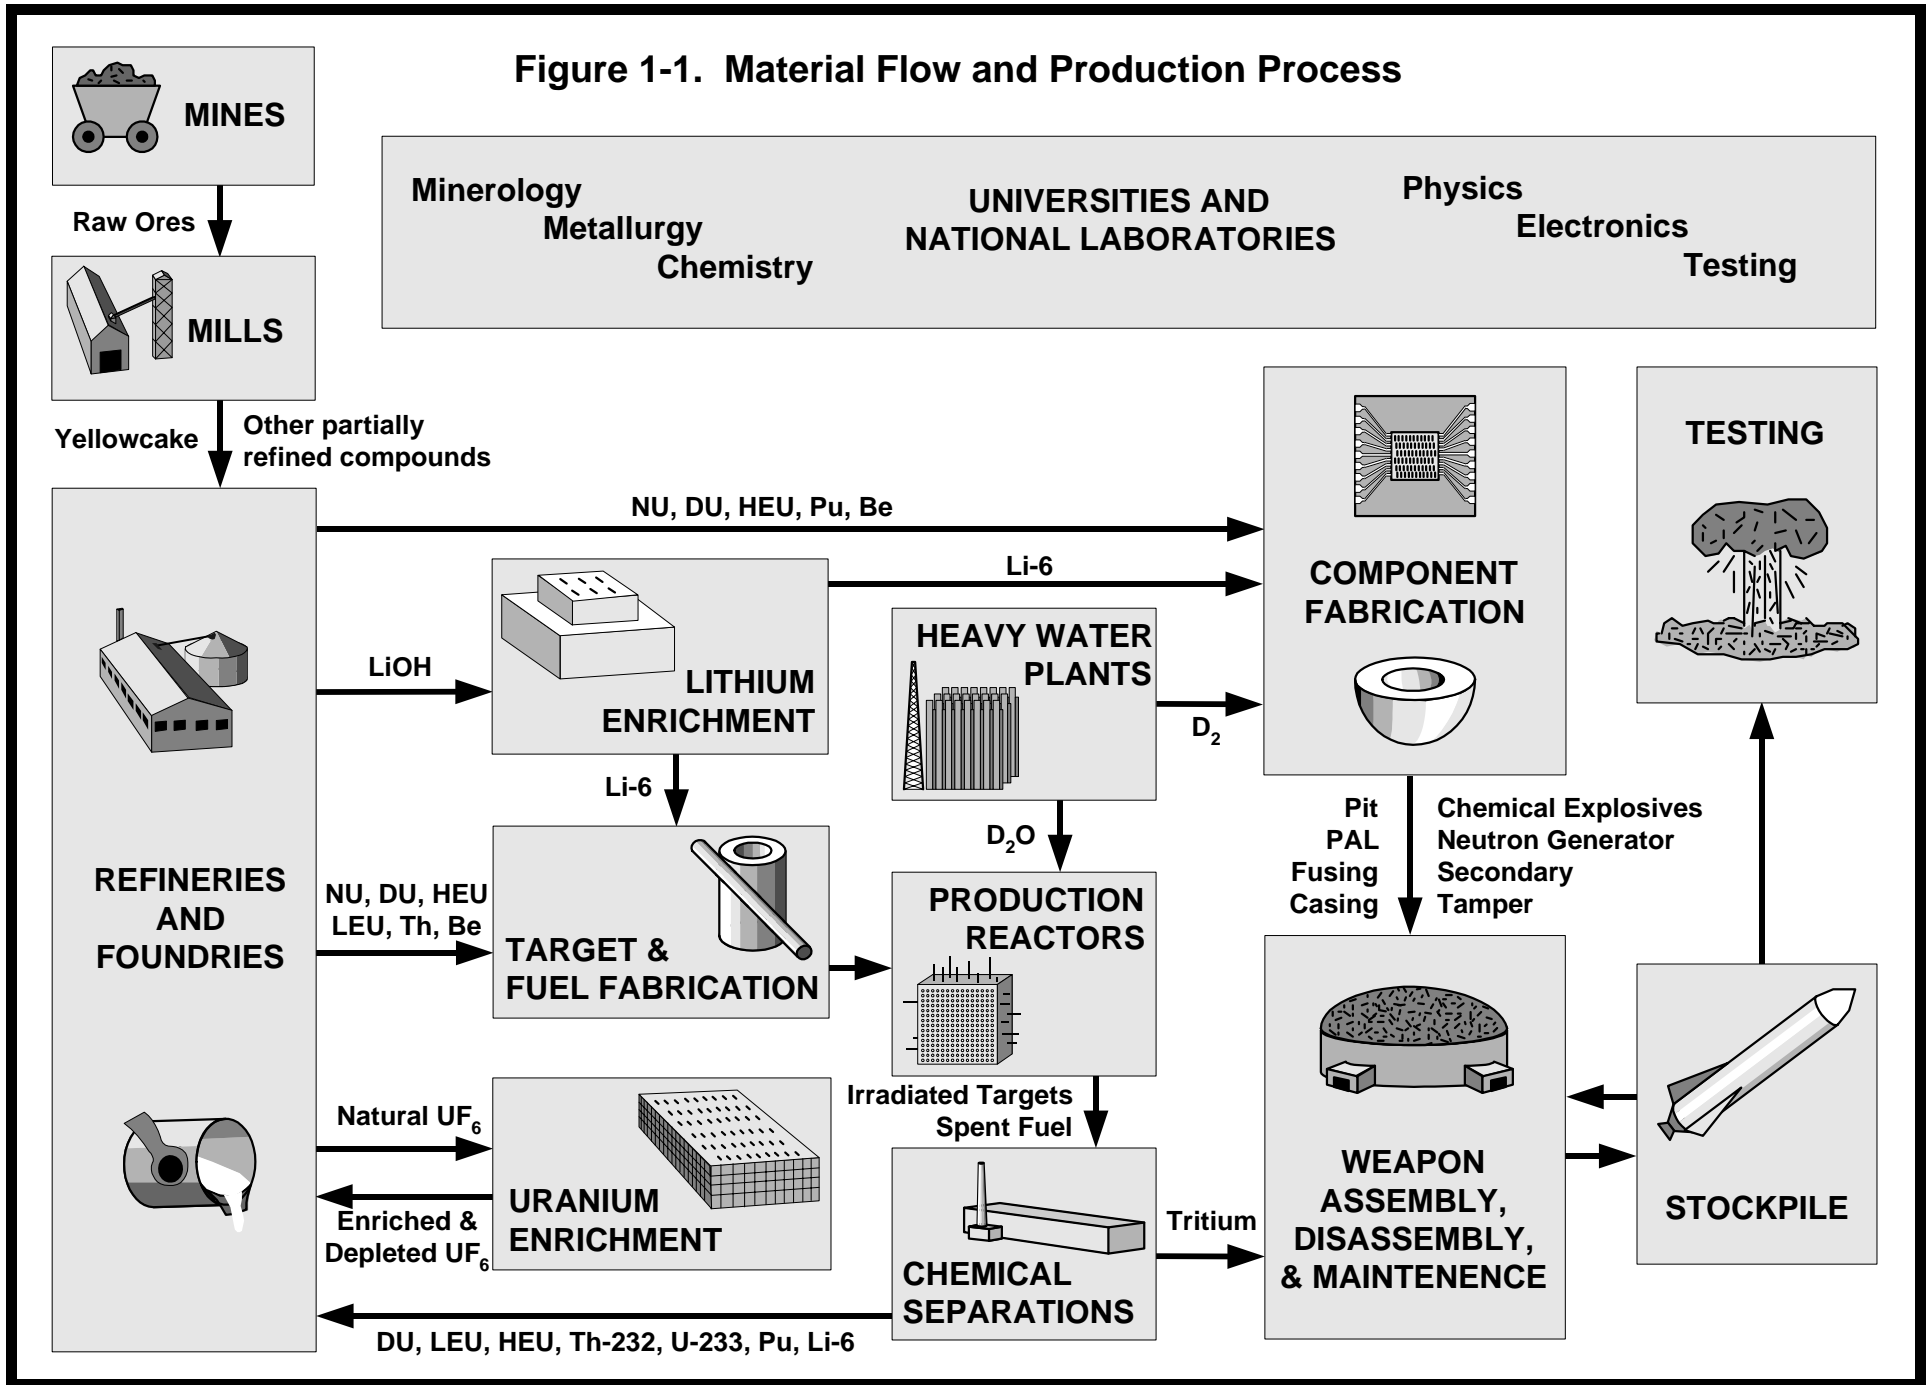 Figure 1-1. Material Flow and Production Process
MINES
Raw Ores
MILLS
Yellowcake
Other partially
refined compounds
Minerology
Metallurgy
Chemistry
UNIVERSITIES AND
NATIONAL LABORATORIES
Physics
Electronics
Testing
REFINERIES
AND
FOUNDRIES
NU, DU, HEU, Pu, Be
LiOH
LITHIUM
ENRICHMENT
Li-6
Li-6
HEAVY WATER
PLANTS
D2
D2O
COMPONENT
FABRICATION
TESTING
NU, DU, HEU
LEU, Th, Be
TARGET &
FUEL FABRICATION
PRODUCTION
REACTORS
Pit
PAL
Fusing
Casing
Chemical Explosives
Neutron Generator
Secondary
Tamper
Natural UF6
Enriched &
Depleted UF6
URANIUM
ENRICHMENT
Irradiated Targets
Spent Fuel
CHEMICAL
SEPARATIONS
Tritium
DU, LEU, HEU, Th-232, U-233, Pu, Li-6
WEAPON
ASSEMBLY,
DISASSEMBLY,
& MAINTENENCE
STOCKPILE